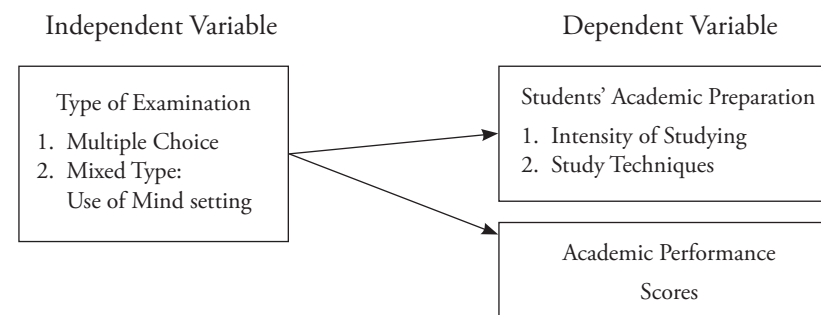 Independent Variable
Type of Examination
1. Multiple Choice
2. Mixed Type:
Use of Mind setting
Dependent Variable
Students' Academic Preparation
1. Intensity of Studying
2. Study Techniques
Academic Performance
Scores